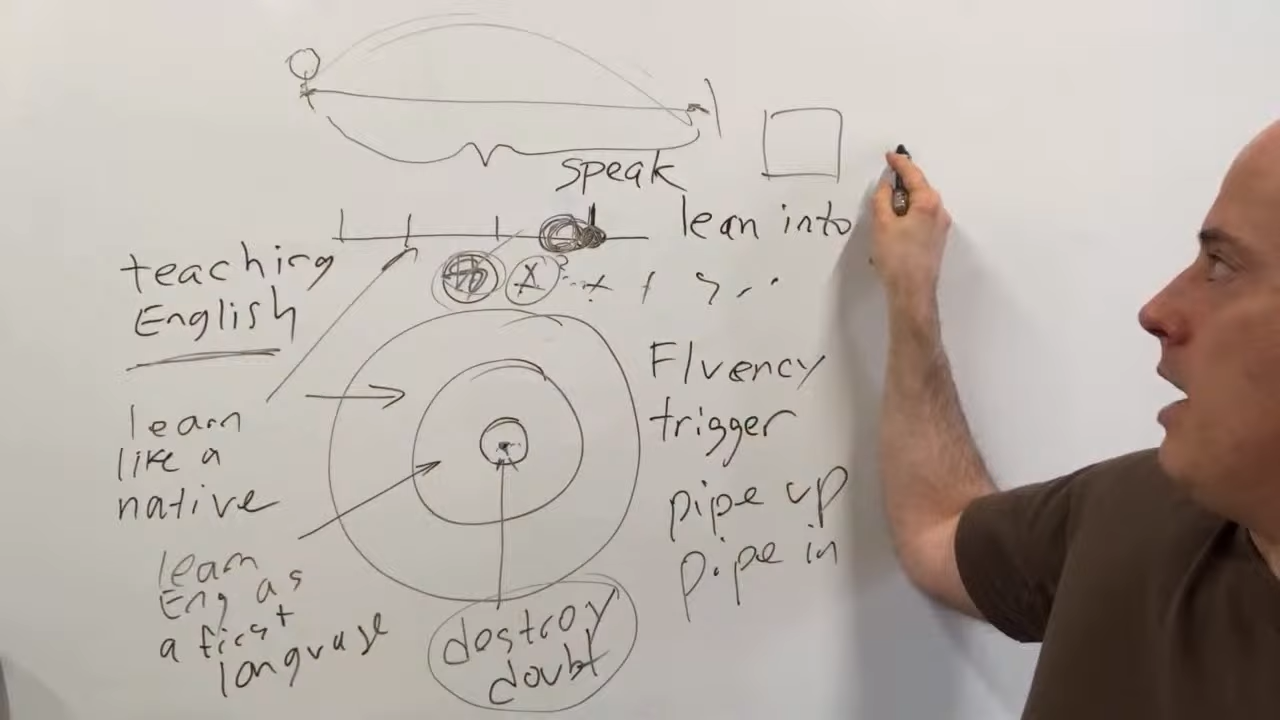 speak
lean into
teaching
English
learn
like a
native
learn
Eng as
a first
language
destroy
doubt
Fluency
trigger
pipe up
pipe in